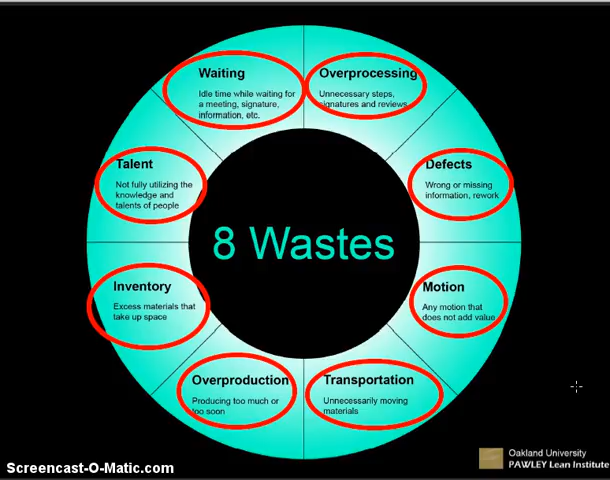 Waiting
Idle time while waiting for
a meeting, signature,
information, etc.
Overprocessing
Unnecessary steps,
signatures and reviews
Talent
Not fully utilizing the
knowledge and
talents of people
Defects
Wrong or missing
information, rework
8 Wastes
Inventory
Excess materials that
take up space
Motion
Any motion that
does not add value
Overproduction
Producing too much or
too soon
Transportation
Unnecessarily moving
materials
Oakland University
PAWLEY Lean Institute
Screencast-O-Matic.com